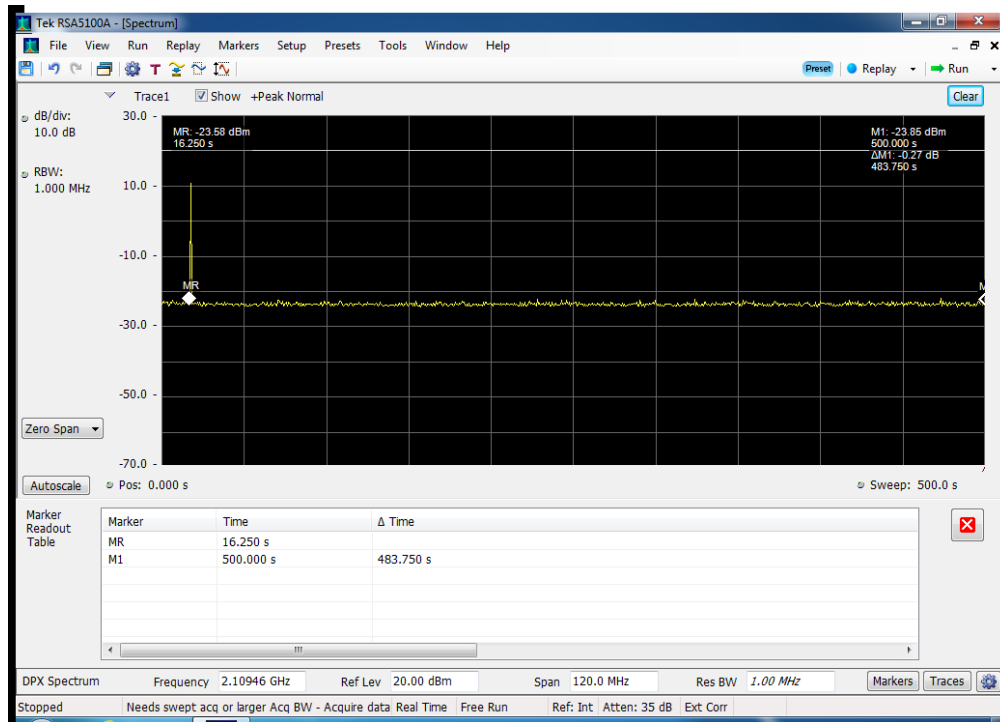 Tek RSA5100A - [Spectrum]
File View Run Replay Markers Setup Presets Tools Window Help
T Preset Replay Run
Trace1 Show +Peak Normal Clear
dB/div:
10.0 dB
RBW:
1.000 MHz
30.0
10.0
-10.0
-30.0
-50.0
-70.0
MR: -23.58 dBm
16.250 s
M1: -23.85 dBm
500.000 s
ΔM1: -0.27 dB
483.750 s
MR
M
Zero Span
Autoscale Pos: 0.000 s Sweep: 500.0 s
Marker
Readout
Table
Marker Time Δ Time
MR 16.250 s
M1 500.000 s 483.750 s
DPX Spectrum Frequency 2.10946 GHz Ref Lev 20.00 dBm Span 120.0 MHz Res BW 1.00 MHz Markers Traces
Stopped Needs swept acq or larger Acq BW - Acquire data Real Time Free Run Ref: Int Atten: 35 dB Ext Corr